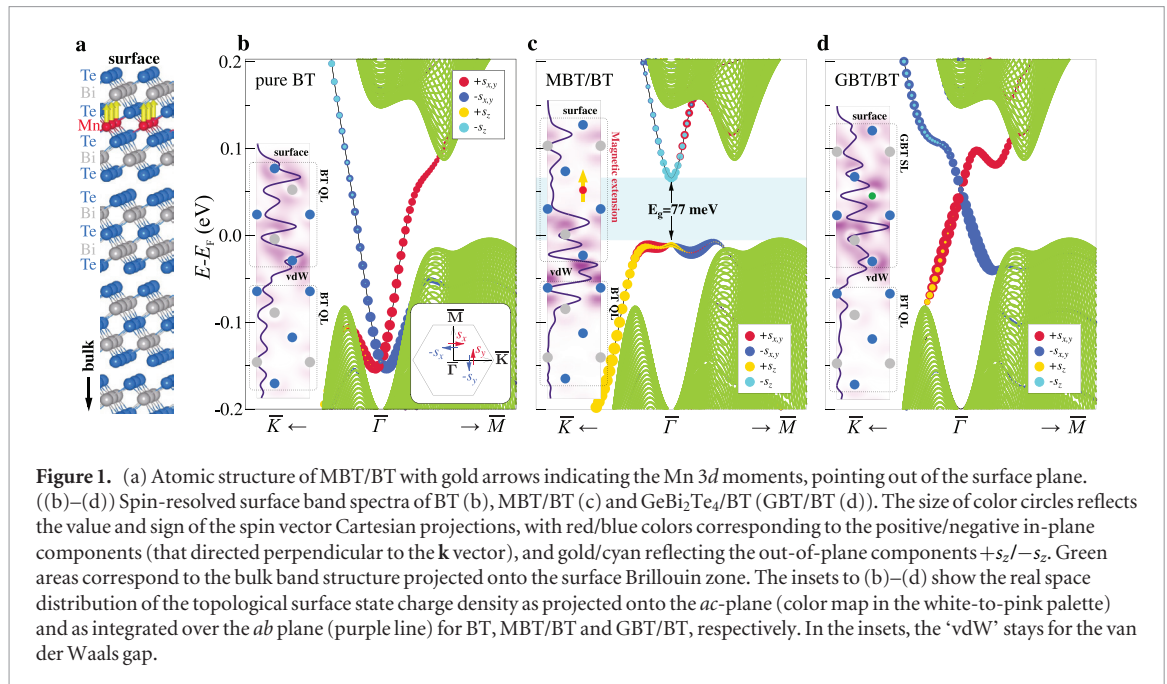 a
surface
Te
Bi
Te
Mn
Te
Bi
Te
Te
Bi
Te
Bi
Te
bulk
b
E-E_F (eV)
0.2
0.1
0.0
-0.1
-0.2
pure BT
+s_{x,y}
-s_{x,y}
+s_z
-s_z
surface
BT QL
vdW
BT QL
M̅
s_x
-s_x
s_y
K̅
Γ̅
-s_y
K̅ ←
Γ̅
→ M̅
c
MBT/BT
surface
Magnetic extension
E_g=77 meV
vdW
BT QL
+s_{x,y}
-s_{x,y}
+s_z
-s_z
K̅ ←
Γ̅
→ M̅
d
GBT/BT
surface
GBT SL
vdW
BT QL
+s_{x,y}
-s_{x,y}
+s_z
-s_z
K̅ ←
Γ̅
→ M̅
Figure 1. (a) Atomic structure of MBT/BT with gold arrows indicating the Mn 3d moments, pointing out of the surface plane.
((b)–(d)) Spin-resolved surface band spectra of BT (b), MBT/BT (c) and GeBi₂Te₄/BT (GBT/BT (d)). The size of color circles reflects
the value and sign of the spin vector Cartesian projections, with red/blue colors corresponding to the positive/negative in-plane
components (that directed perpendicular to the k vector), and gold/cyan reflecting the out-of-plane components +s_z/−s_z. Green
areas correspond to the bulk band structure projected onto the surface Brillouin zone. The insets to (b)–(d) show the real space
distribution of the topological surface state charge density as projected onto the ac-plane (color map in the white-to-pink palette)
and as integrated over the ab plane (purple line) for BT, MBT/BT and GBT/BT, respectively. In the insets, the ‘vdW’ stays for the van
der Waals gap.